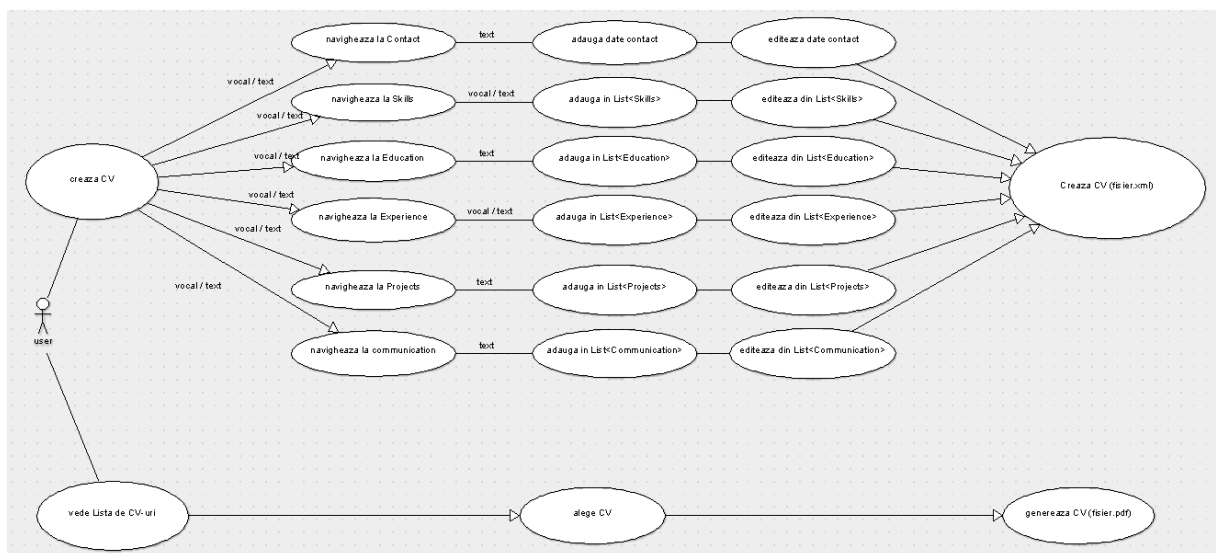 navigheaza la Contact
text
adauga date contact
editeaza date contact
vocal / text
navigheaza la Skills
vocal / text
adauga in List<Skills>
editeaza din List<Skills>
vocal / text
creaza CV
vocal / text
navigheaza la Education
text
adauga in List<Education>
editeaza din List<Education>
Creaza CV (fisier.xml)
vocal / text
navigheaza la Experience
vocal / text
adauga in List<Experience>
editeaza din List<Experience>
vocal / text
navigheaza la Projects
text
adauga in List<Projects>
editeaza din List<Projects>
vocal / text
user
navigheaza la communication
text
adauga in List<Communication>
editeaza din List<Communication>
vede Lista de CV-uri
alege CV
genereaza CV (fisier.pdf)